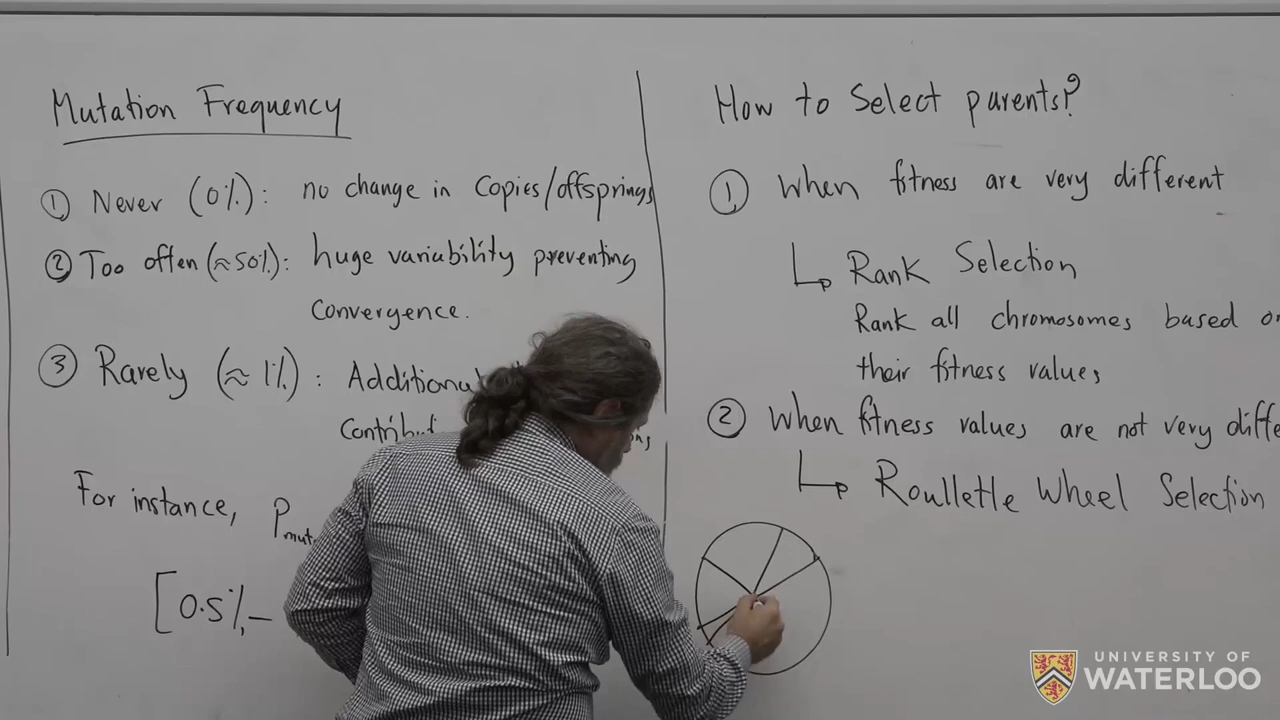 Mutation Frequency
① Never (0%): no change in Copies/offsprings
② Too often (≈50%): huge variability preventing
Convergence.
③ Rarely (≈ 1%): Additional
For instance, Pmut
[0.5%–
How to Select parents?
① When fitness are very different
↳ Rank Selection
Rank all chromosomes based
their fitness values
② When fitness values are not very
↳ Roulletle Wheel Selection
UNIVERSITY OF
WATERLOO